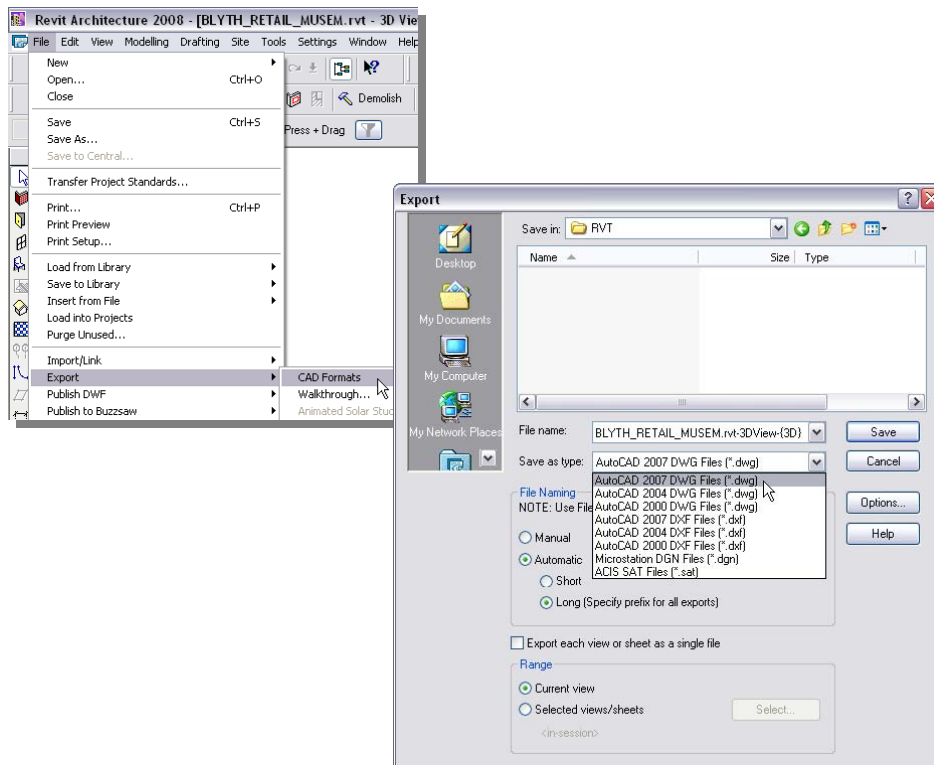 Revit Architecture 2008 - [BLYTH_RETAIL_MUSEM.rvt - 3D Vie
File Edit View Modelling Drafting Site Tools Settings Window Help
New
Open... Ctrl+O
Close
Demolish
Save Ctrl+S
Save As...
Press + Drag
Save to Central...
Transfer Project Standards...
Print... Ctrl+P
Print Preview
Print Setup...
Load from Library
Save to Library
Insert from File
Load into Projects
Purge Unused...
Import/Link
Export
CAD Formats
Publish DWF
Walkthrough...
Publish to Buzzsaw
Animated Solar Stud
Export
Save in: RVT
Name Size Type
Desktop
My Documents
My Computer
My Network Places
File name: BLYTH_RETAIL_MUSEM.rvt-3DView-{3D} Save
Save as type: AutoCAD 2007 DWG Files (*.dwg) Cancel
AutoCAD 2007 DWG Files (*.dwg)
AutoCAD 2004 DWG Files (*.dwg)
AutoCAD 2000 DWG Files (*.dwg)
AutoCAD 2007 DXF Files (*.dxf)
AutoCAD 2004 DXF Files (*.dxf)
AutoCAD 2000 DXF Files (*.dxf)
Microstation DGN Files (*.dgn)
ACIS SAT Files (*.sat)
Options...
Help
File Naming
NOTE: Use File
Manual
Automatic
Short
Long (Specify prefix for all exports)
Export each view or sheet as a single file
Range
Current view
Selected views/sheets Select...
<in-session>